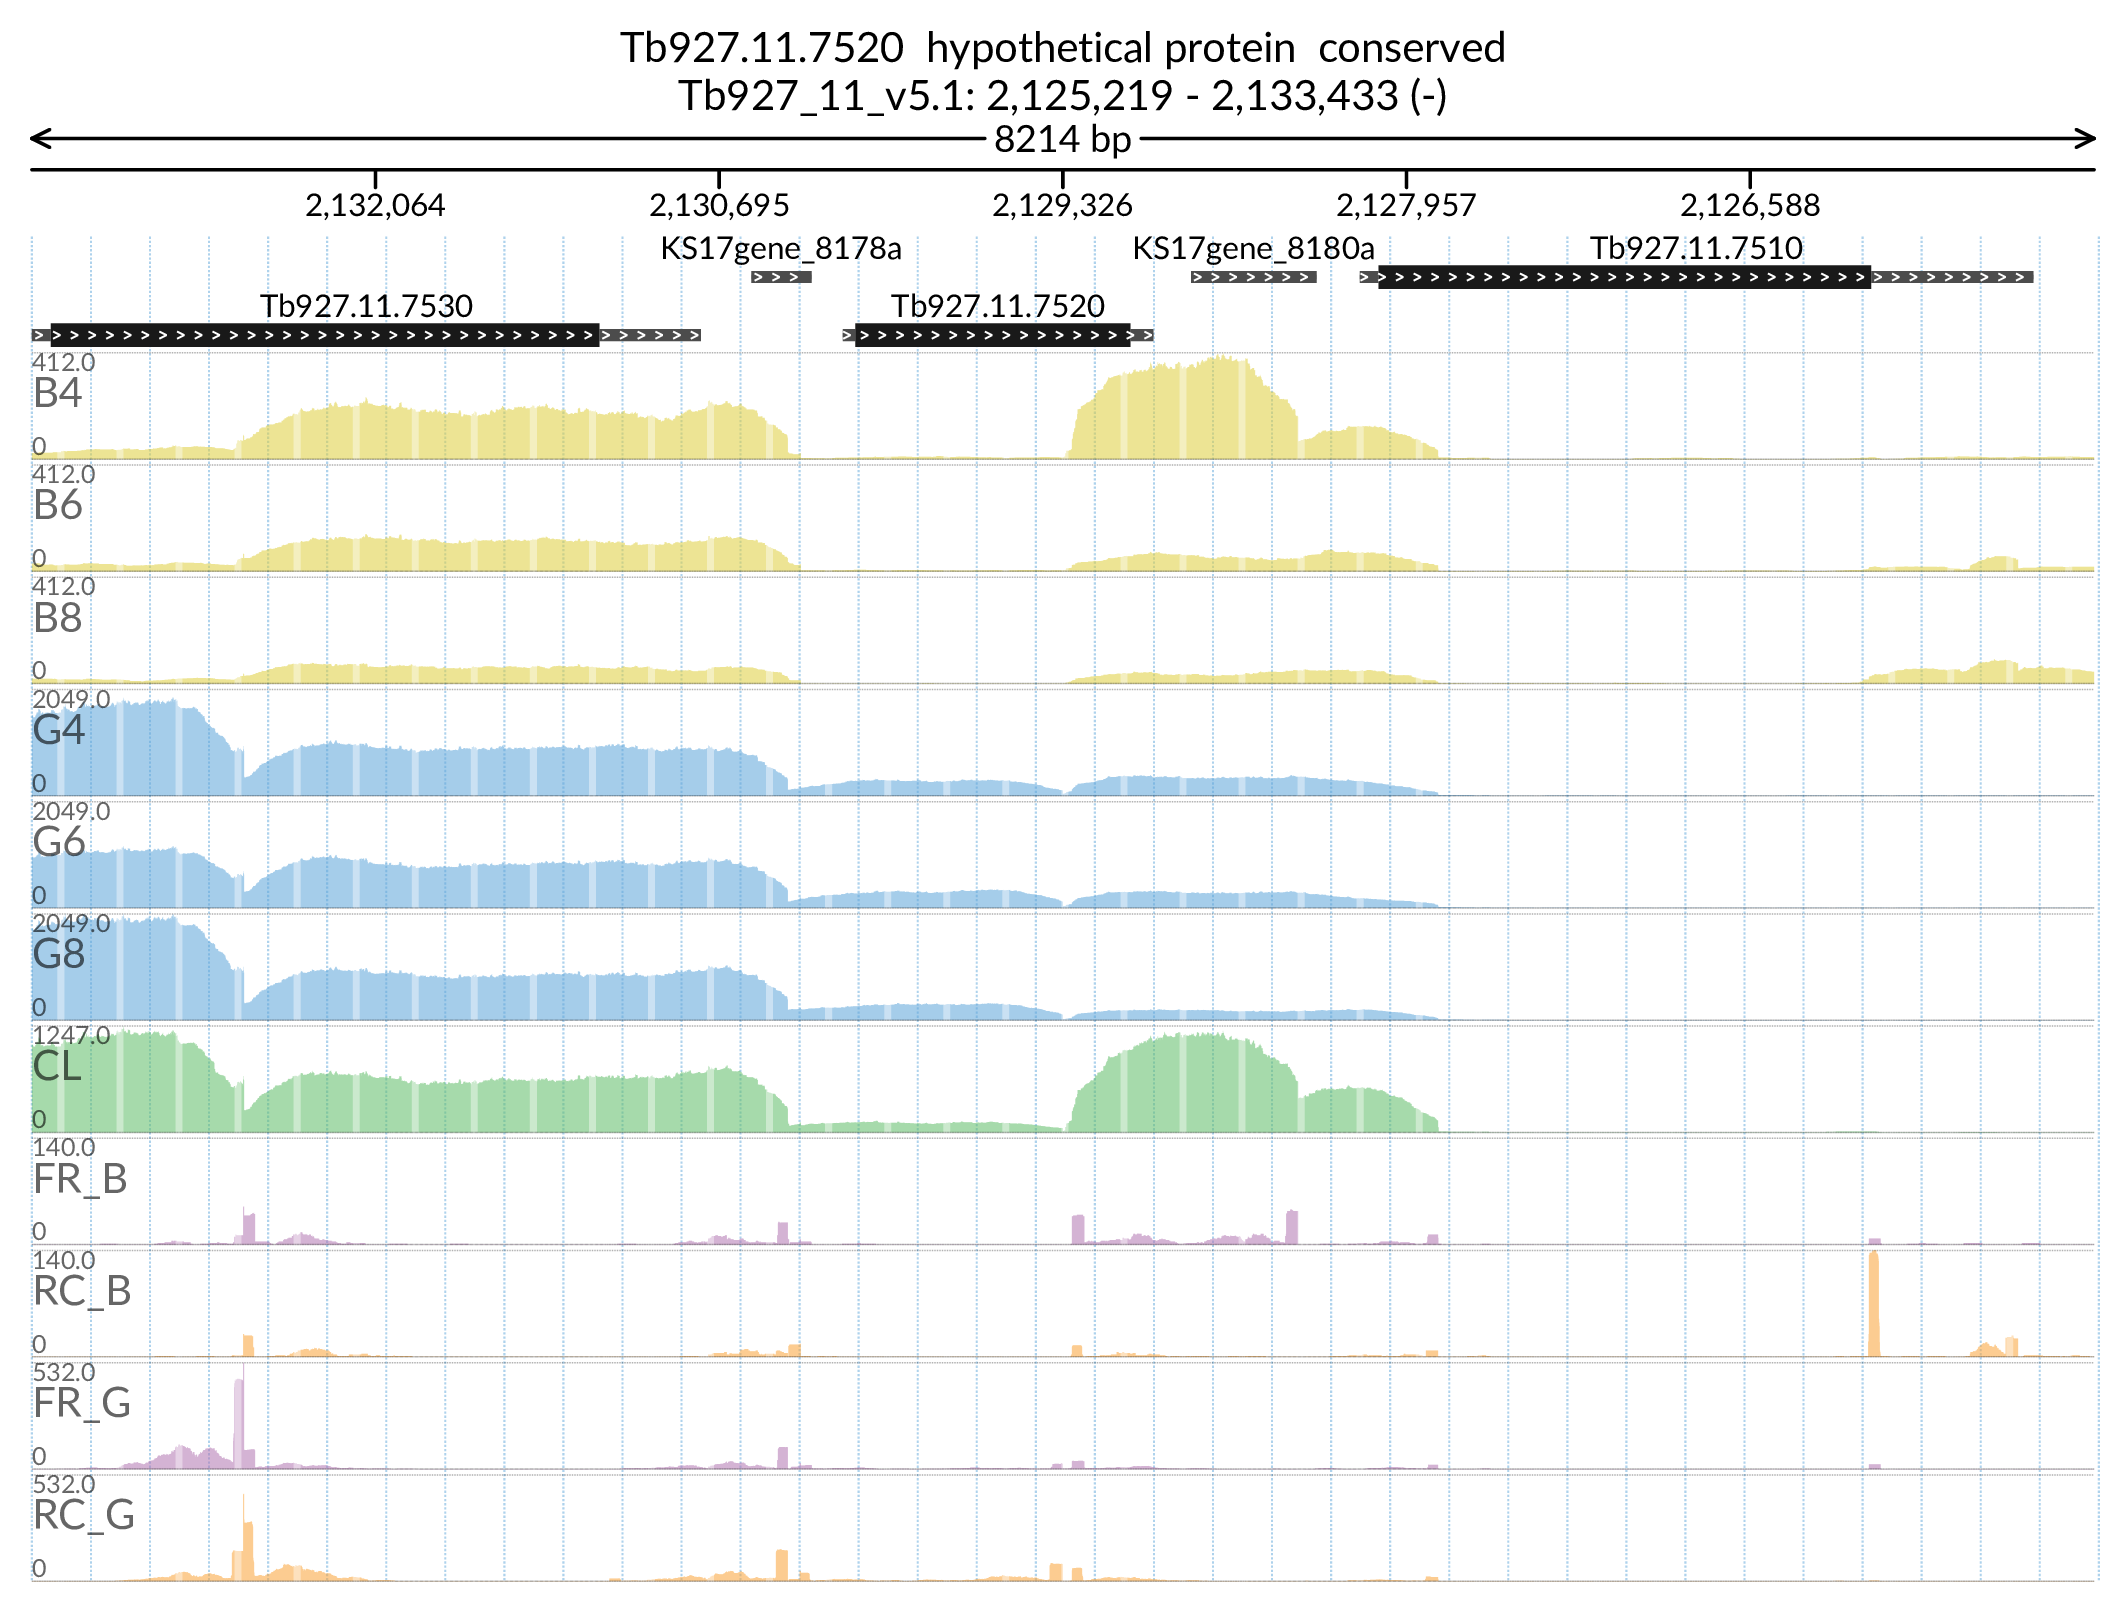 Tb927.11.7520  hypothetical protein  conserved
Tb927_11_v5.1: 2,125,219 - 2,133,433 (-)
8214 bp
2,132,064 2,130,695 2,129,326 2,127,957 2,126,588
KS17gene_8178a KS17gene_8180a Tb927.11.7510
Tb927.11.7530 Tb927.11.7520
412.0
B4
0
412.0
B6
0
412.0
B8
0
2049.0
G4
0
2049.0
G6
0
2049.0
G8
0
1247.0
CL
0
140.0
FR_B
0
140.0
RC_B
0
532.0
FR_G
0
532.0
RC_G
0